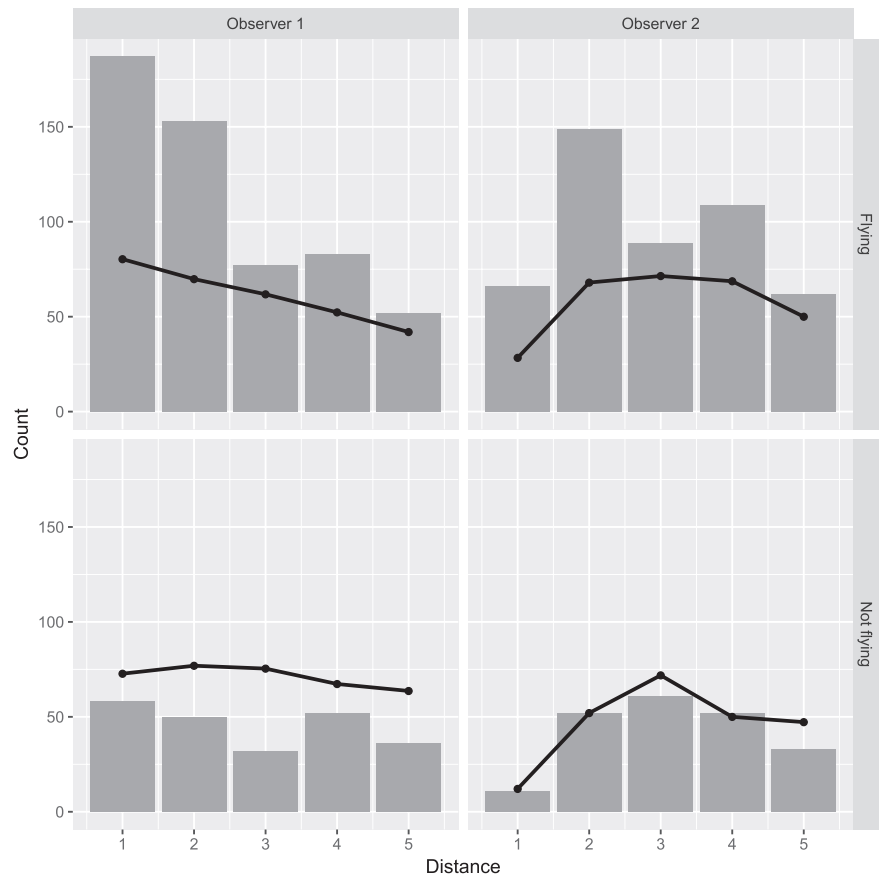 Observer 1
Observer 2
150
100
50
0
Flying
Count
150
100
50
0
Not flying
1 2 3 4 5
1 2 3 4 5
Distance